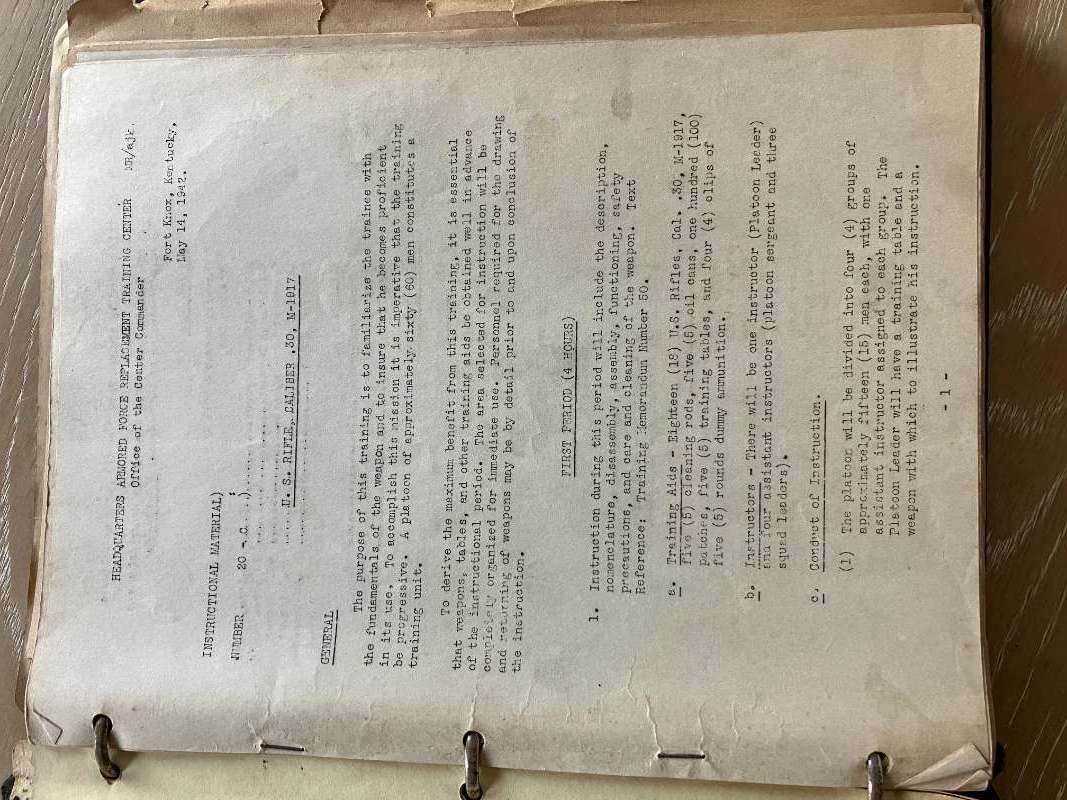 HEADQUARTERS ARMORED FORCE REPLACEMENT TRAINING CENTER MR/ajk.
Office of the Center Commander
Fort Knox, Kentucky,
May 14, 1942.
INSTRUCTIONAL MATERIAL)
NUMBER 20 )
U. S. RIFLE, CALIBER .30, M-1917
GENERAL
The purpose of this training is to familiarize the trainee with
the fundamentals of the weapon and to insure that he becomes proficient
in its use. To accomplish this mission it is imperative that the training
be progressive. A platoon of approximately sixty (60) men constitutes a
training unit.
To derive the maximum benefit from this training, it is essential
that weapons, tables, and other training aids be obtained well in advance
of the instructional period. The area selected for instruction will be
completely organized for immediate use. Personnel required for the drawing
and returning of weapons may be by detail prior to and upon conclusion of
the instruction.
FIRST PERIOD (4 HOURS)
1. Instruction during this period will include the description,
nomenclature, disassembly, assembly, functioning, safety
precautions, and care and cleaning of the weapon. Text
Reference: Training Memorandum Number 50.
a. Training Aids - Eighteen (18) U.S. Rifles, Cal. .30, M-1917,
five (5) cleaning rods, five (5) oil cans, one hundred (100)
patches, five (5) training tables, and four (4) clips of
five (5) rounds dummy ammunition.
b. Instructors - There will be one instructor (Platoon Leader)
and four assistant instructors (platoon sergeant and three
squad leaders).
c. Conduct of Instruction.
(1) The platoon will be divided into four (4) groups of
approximately fifteen (15) men each, with one
assistant instructor assigned to each group. The
Platoon Leader will have a training table and a
weapon with which to illustrate his instruction.
- 1 -